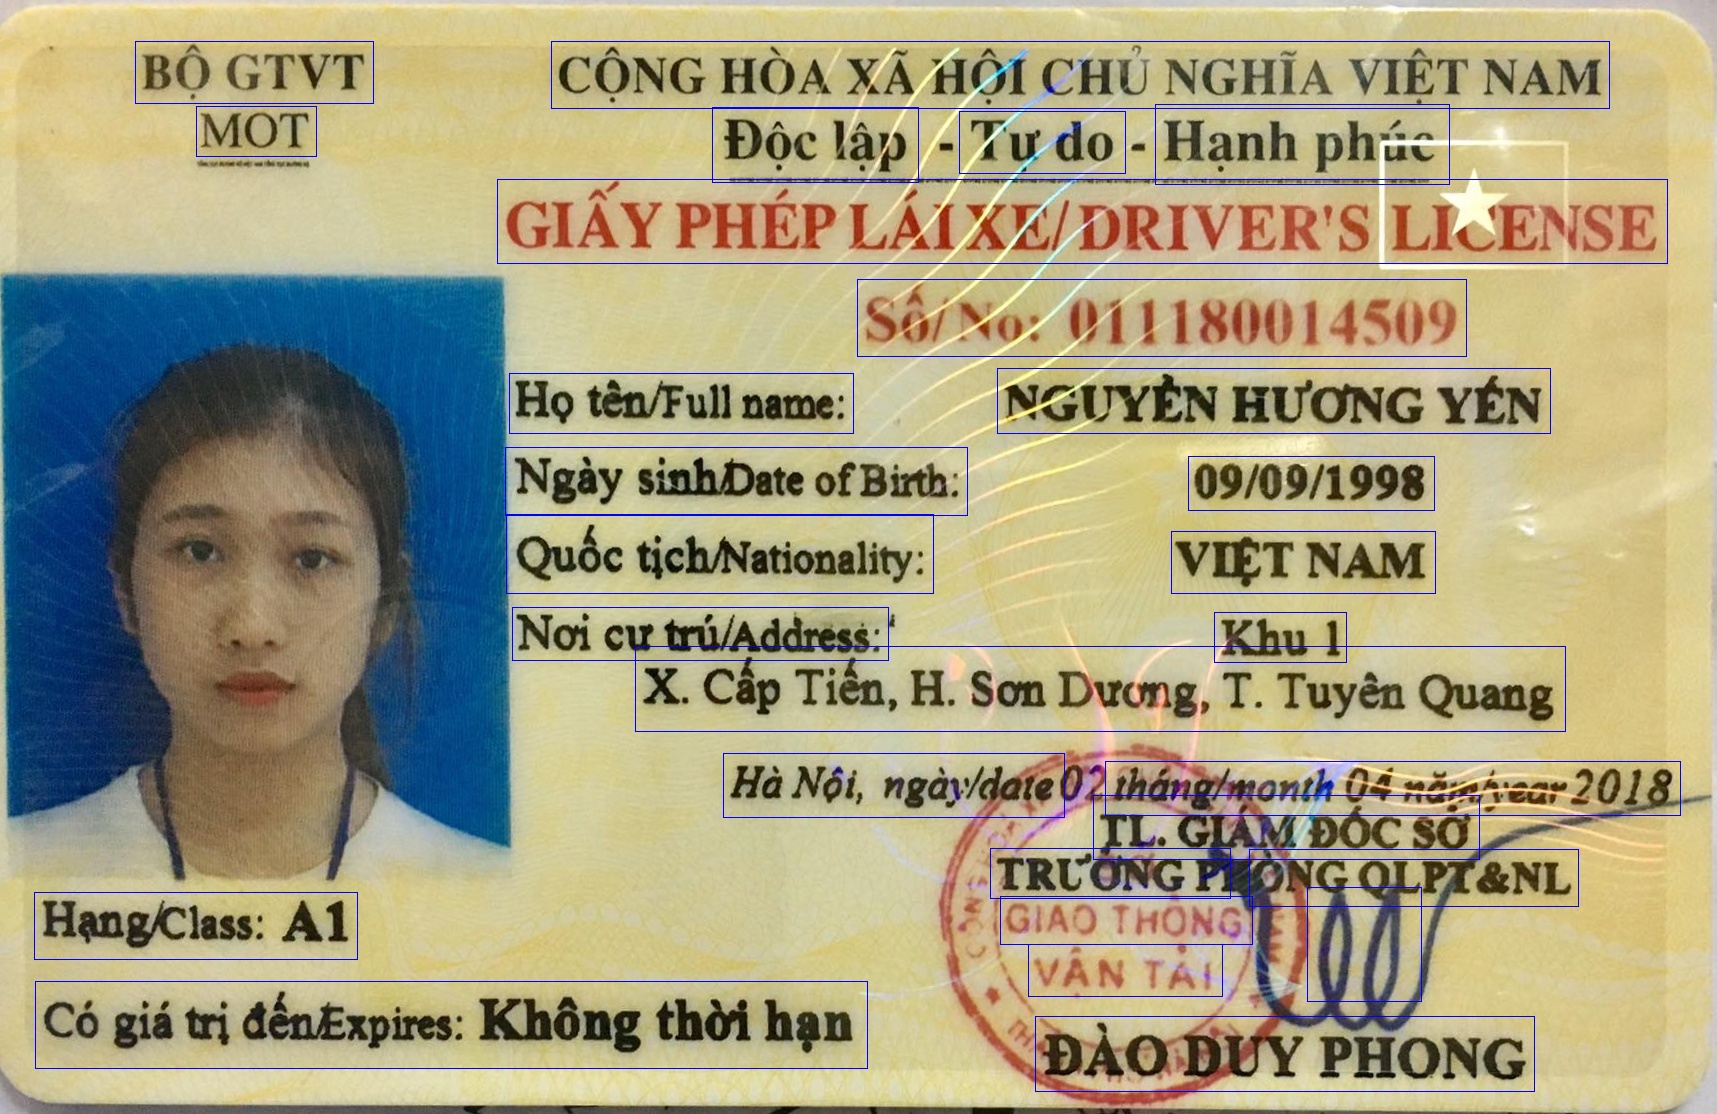 BỘ GTVT
MOT
CỘNG HÒA XÃ HỘI CHỦ NGHĨA VIỆT NAM
Độc lập - Tự do - Hạnh phúc
GIẤY PHÉP LÁI XE/ DRIVER'S LICENSE
Số/ No: 011180014509
Họ tên/Full name: NGUYỄN HƯƠNG YẾN
Ngày sinh/Date of Birth: 09/09/1998
Quốc tịch/Nationality: VIỆT NAM
Nơi cư trú/Address: Khu 1
X. Cấp Tiến, H. Sơn Dương, T. Tuyên Quang
Hà Nội, ngày/date 02 tháng/month 04 năm/year 2018
TL. GIÁM ĐỐC SỞ
TRƯỞNG PHÒNG QLPT&NL
GIAO THÔNG
VẬN TẢI
Hạng/Class: A1
Có giá trị đến/Expires: Không thời hạn
ĐÀO DUY PHONG